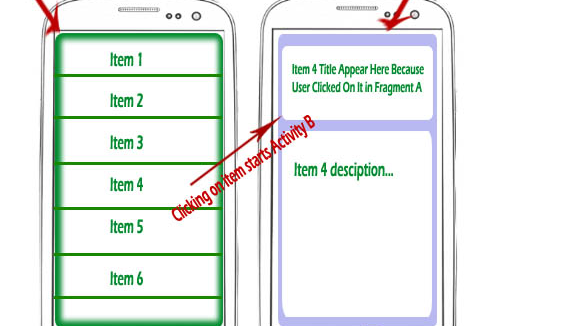 Item 1
Item 2
Item 3
Item 4
Item 5
Item 6
Clicking on item starts Activity B
Item 4 Title Appear Here Because
User Clicked On It in Fragment A
Item 4 desciption...